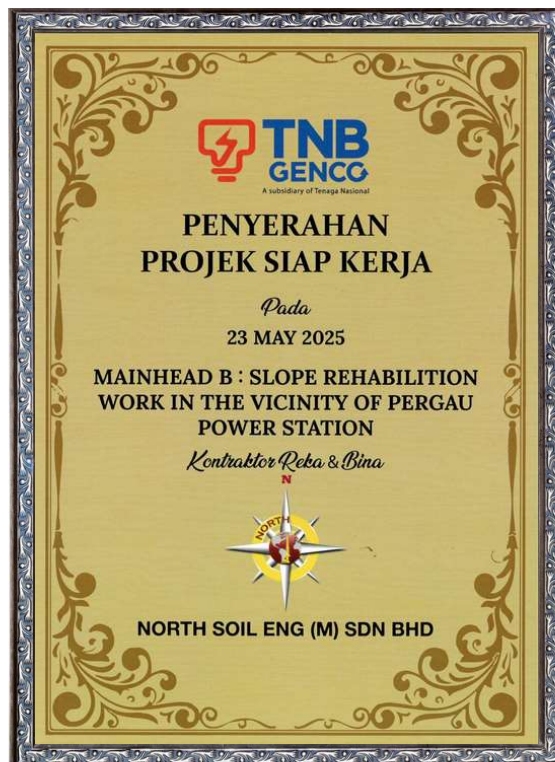 TNB
GENCO
A subsidiary of Tenaga Nasional
PENYERAHAN
PROJEK SIAP KERJA
Pada
23 MAY 2025
MAINHEAD B : SLOPE REHABILITION
WORK IN THE VICINITY OF PERGAU
POWER STATION
Kontraktor Reka & Bina
N
NORTH
1
NORTH SOIL ENG (M) SDN BHD